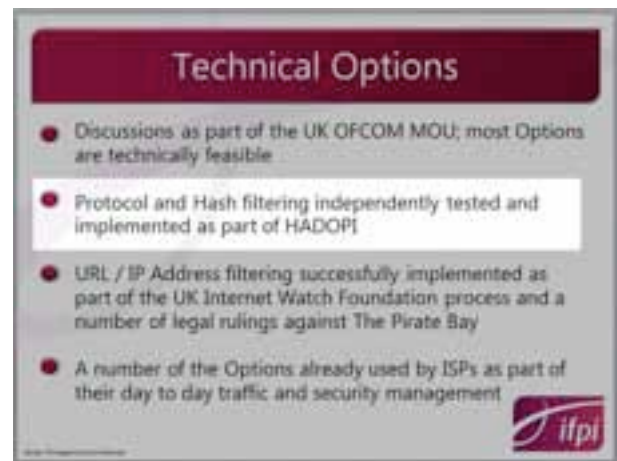 Technical Options
Discussions as part of the UK OFCOM MOU; most Options
are technically feasible
Protocol and Hash filtering independently tested and
implemented as part of HADOPI
URL / IP Address filtering successfully implemented as
part of the UK Internet Watch Foundation process and a
number of legal rulings against The Pirate Bay
A number of the Options already used by ISPs as part of
their day to day traffic and security management
ifpi